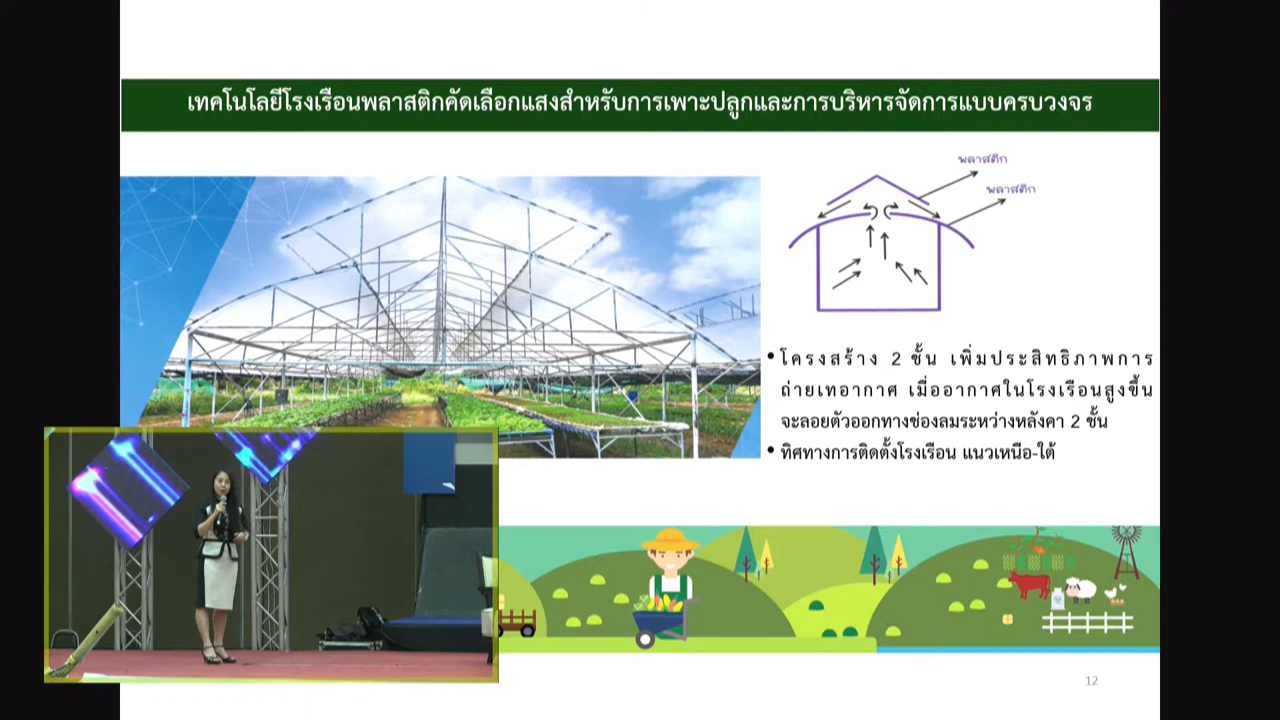 เทคโนโลยีโรงเรือนพลาสติกคัดเลือกแสงสำหรับการเพาะปลูกและการบริหารจัดการแบบครบวงจร
พลาสติก
พลาสติก
• โครงสร้าง 2 ชั้น เพิ่มประสิทธิภาพการ
ถ่ายเทอากาศ เมื่ออากาศในโรงเรือนสูงขึ้น
จะลอยตัวออกทางช่องลมระหว่างหลังคา 2 ชั้น
• ทิศทางการติดตั้งโรงเรือน แนวเหนือ-ใต้
12